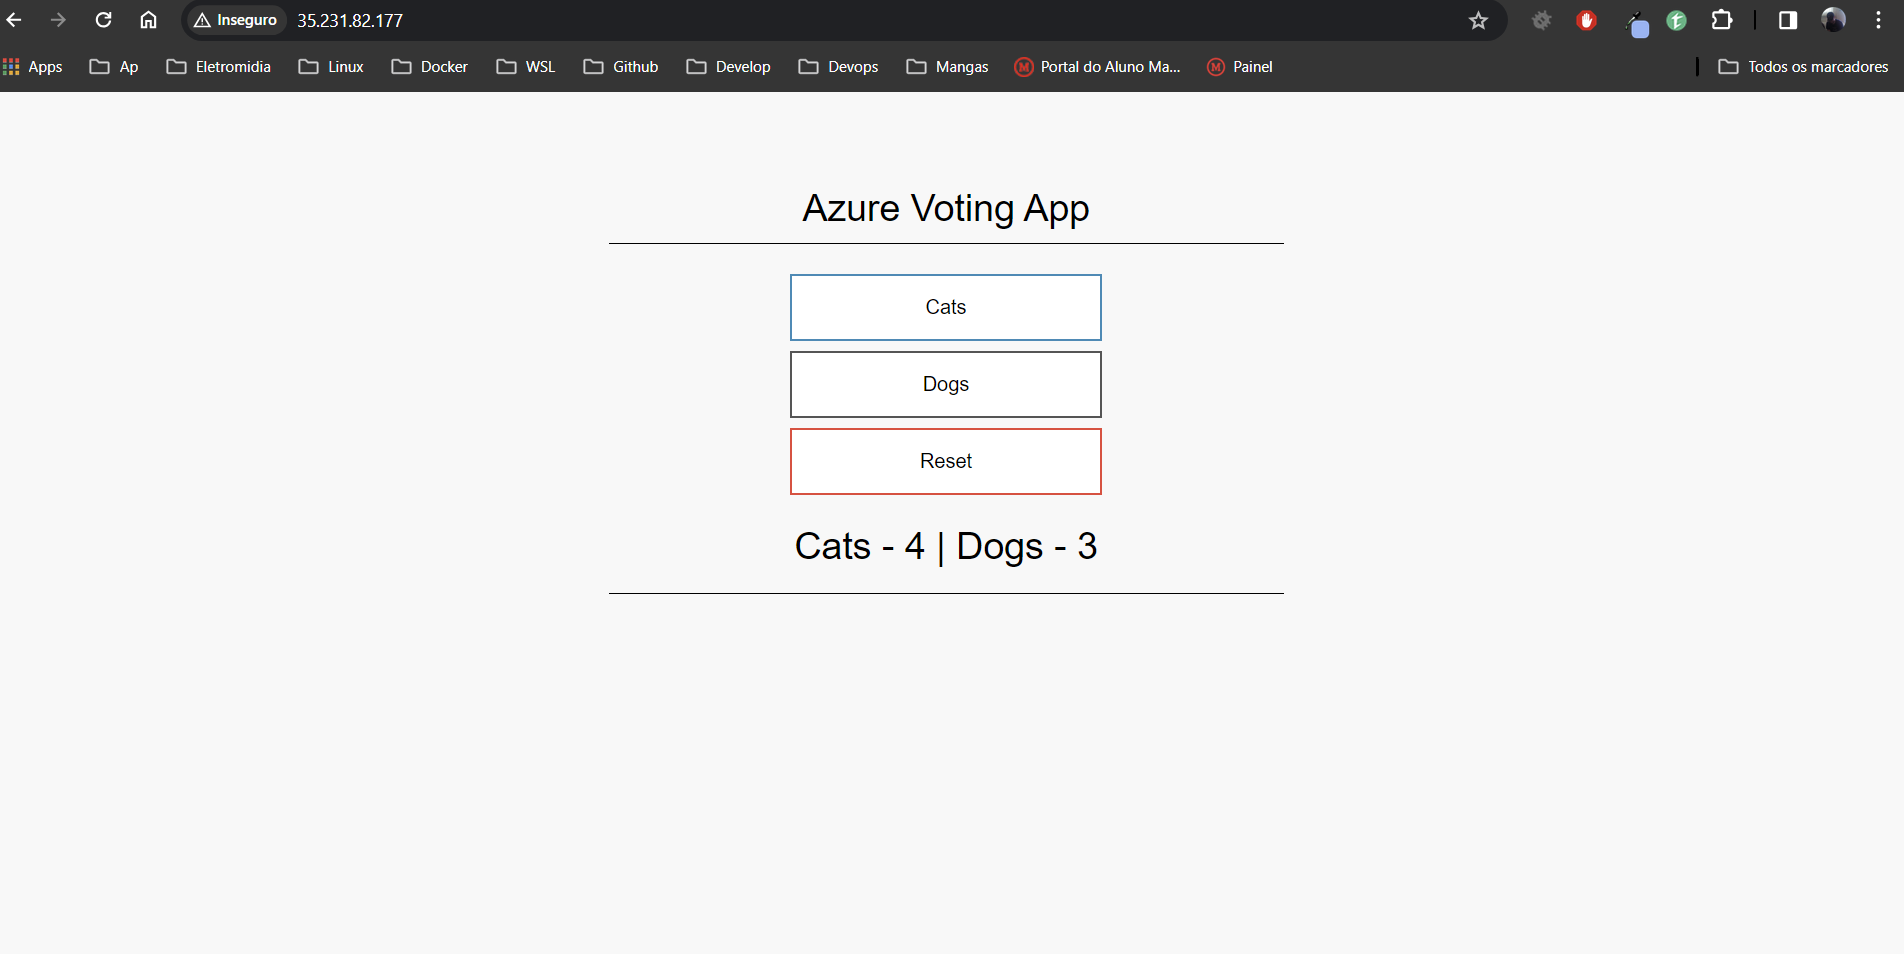 Inseguro 35.231.82.177
Apps Ap Eletromidia Linux Docker WSL Github Develop Devops Mangas M Portal do Aluno Ma... M Painel Todos os marcadores
Azure Voting App
Cats
Dogs
Reset
Cats - 4 | Dogs - 3